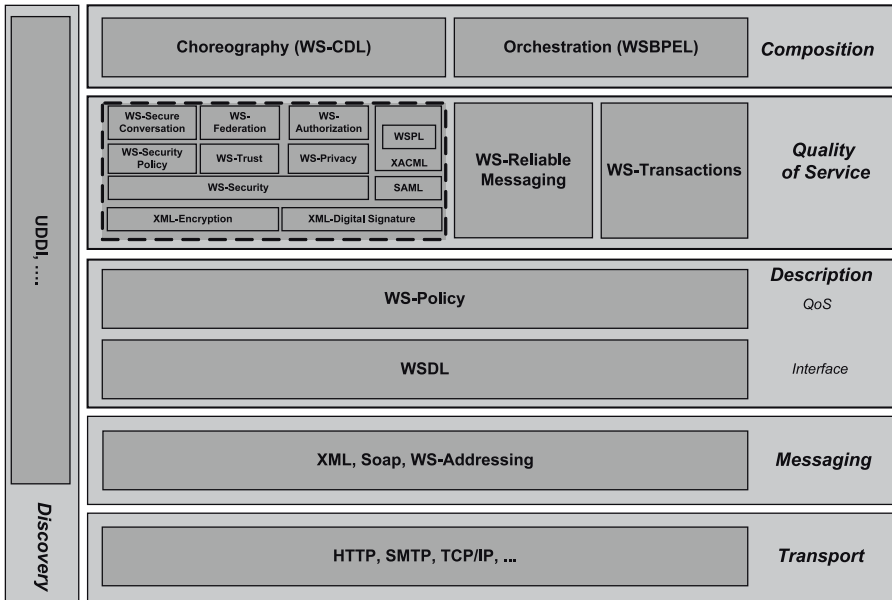 Choreography (WS-CDL)
Orchestration (WSBPEL)
Composition
WS-Secure
Conversation
WS-
Federation
WS-
Authorization
WSPL
XACML
WS-Security
Policy
WS-Trust
WS-Privacy
WS-Security
SAML
XML-Encryption
XML-Digital Signature
WS-Reliable
Messaging
WS-Transactions
Quality
of Service
UDDI, ....
Discovery
WS-Policy
Description
QoS
WSDL
Interface
XML, Soap, WS-Addressing
Messaging
HTTP, SMTP, TCP/IP, ...
Transport